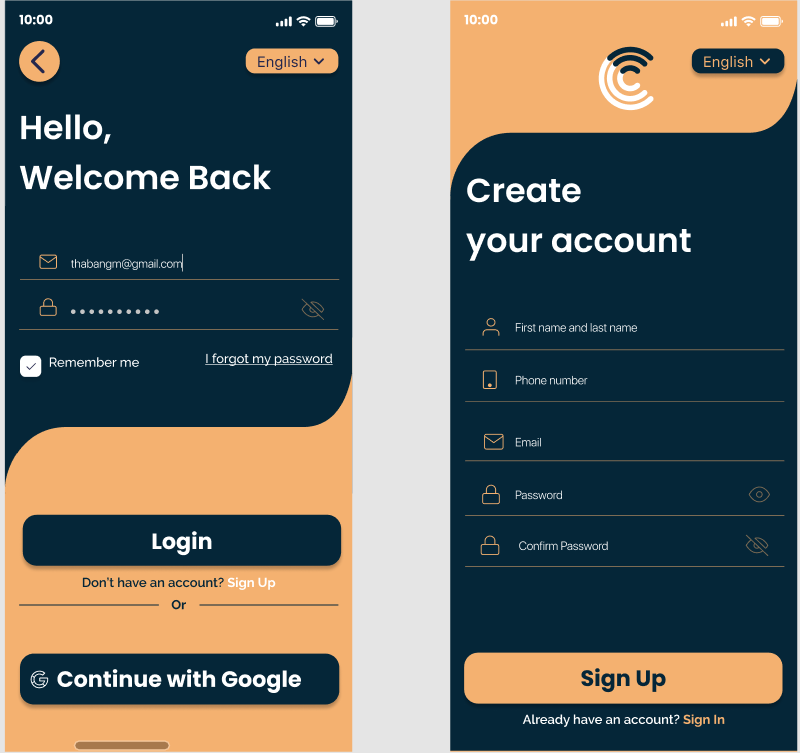 10:00
English
Hello,
Welcome Back
thabangm@gmail.com
Remember me
I forgot my password
Login
Don't have an account? Sign Up
Or
Continue with Google
10:00
English
Create
your account
First name and last name
Phone number
Email
Password
Confirm Password
Sign Up
Already have an account? Sign In